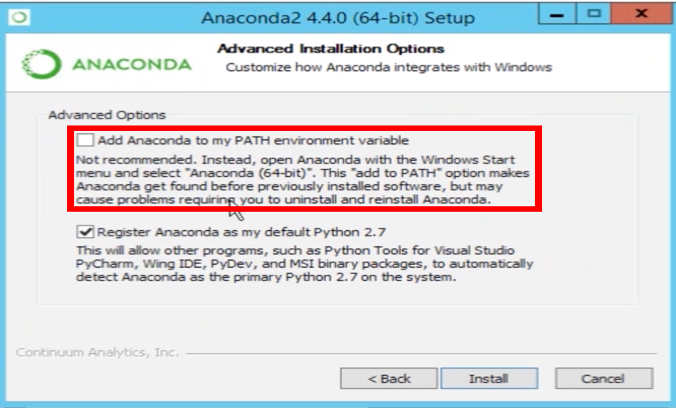 Anaconda2 4.4.0 (64-bit) Setup
ANACONDA
Advanced Installation Options
Customize how Anaconda integrates with Windows
Advanced Options
Add Anaconda to my PATH environment variable
Not recommended. Instead, open Anaconda with the Windows Start
menu and select "Anaconda (64-bit)". This "add to PATH" option makes
Anaconda get found before previously installed software, but may
cause problems requiring you to uninstall and reinstall Anaconda.
Register Anaconda as my default Python 2.7
This will allow other programs, such as Python Tools for Visual Studio
PyCharm, Wing IDE, PyDev, and MSI binary packages, to automatically
detect Anaconda as the primary Python 2.7 on the system.
Continuum Analytics, Inc.
< Back
Install
Cancel